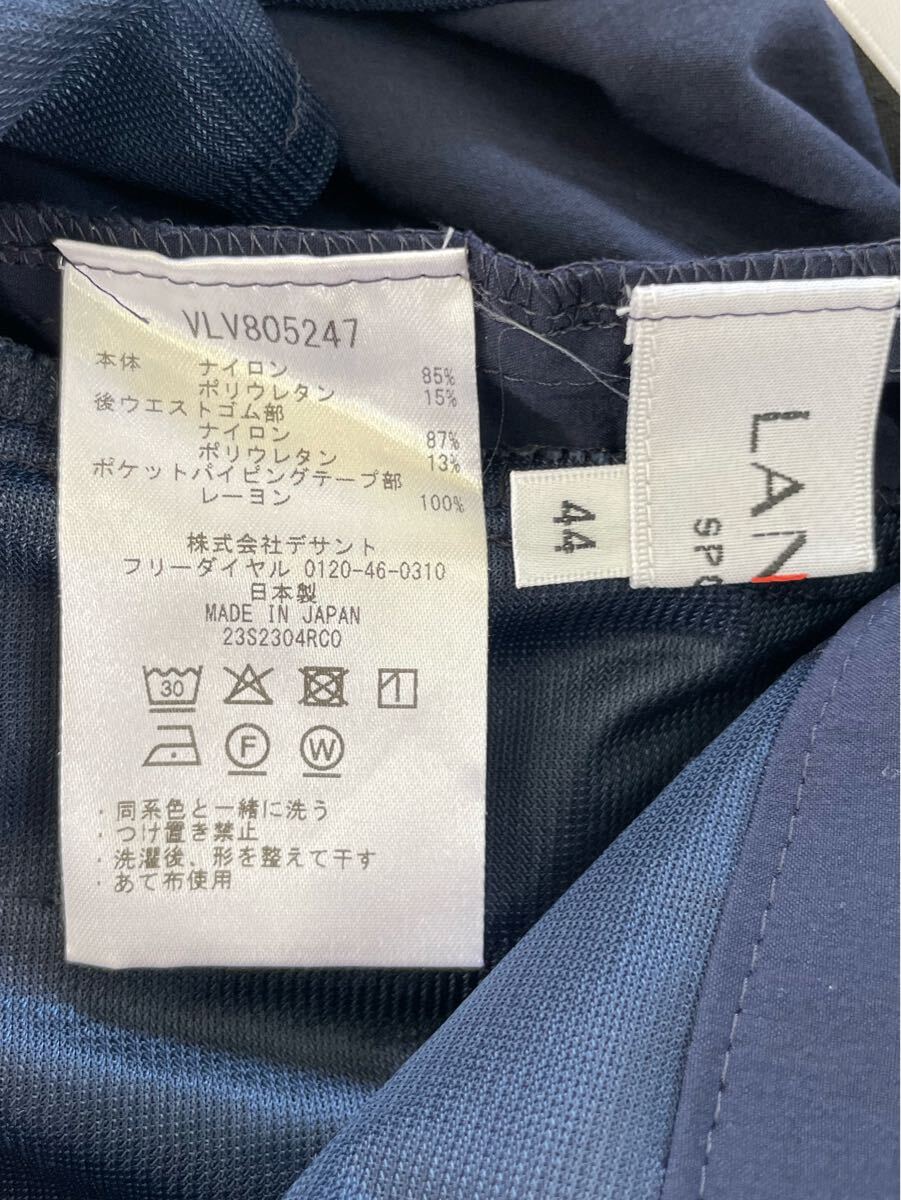 VLV805247
本体 ナイロン 85%
ポリウレタン 15%
後ウエストゴム部
ナイロン 87%
ポリウレタン 13%
ポケットパイピングテープ部
レーヨン 100%
株式会社デサント
フリーダイヤル 0120-46-0310
日本製
MADE IN JAPAN
23S2304RCO
30
F W
・同系色と一緒に洗う
・つけ置き禁止
・洗濯後、形を整えて干す
・あて布使用
44
LAN
SPO